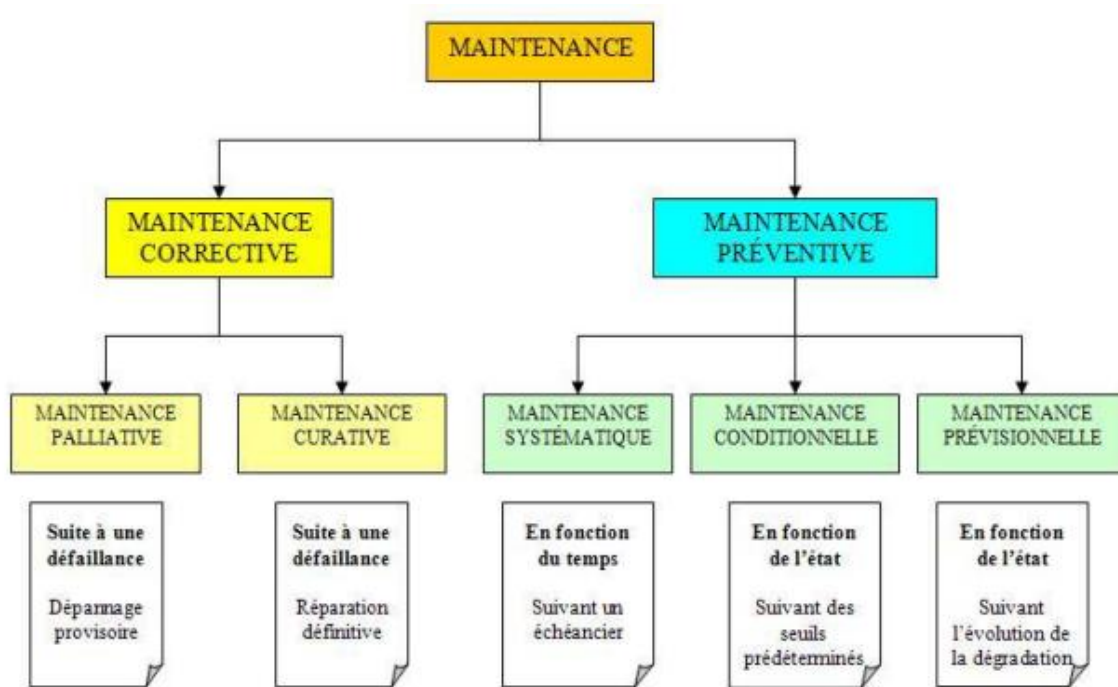 MAINTENANCE
MAINTENANCE
CORRECTIVE
MAINTENANCE
PRÉVENTIVE
MAINTENANCE
PALLIATIVE
MAINTENANCE
CURATIVE
MAINTENANCE
SYSTÉMATIQUE
MAINTENANCE
CONDITIONNELLE
MAINTENANCE
PRÉVISIONNELLE
Suite à une
défaillance
Dépannage
provisoire
Suite à une
défaillance
Réparation
définitive
En fonction
du temps
Suivant un
échéancier
En fonction
de l'état
Suivant des
seuils
prédéterminés
En fonction
de l'état
Suivant
l'évolution de
la dégradation